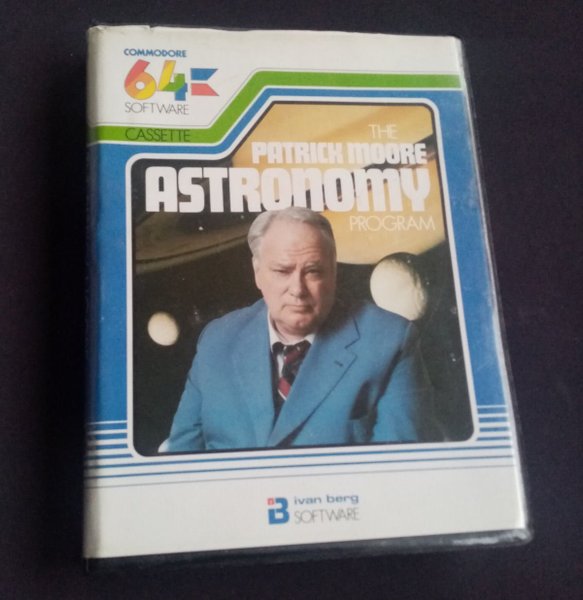 COMMODORE
64
SOFTWARE
CASSETTE
THE
PATRICK MOORE
ASTRONOMY
PROGRAM
B ivan berg
SOFTWARE